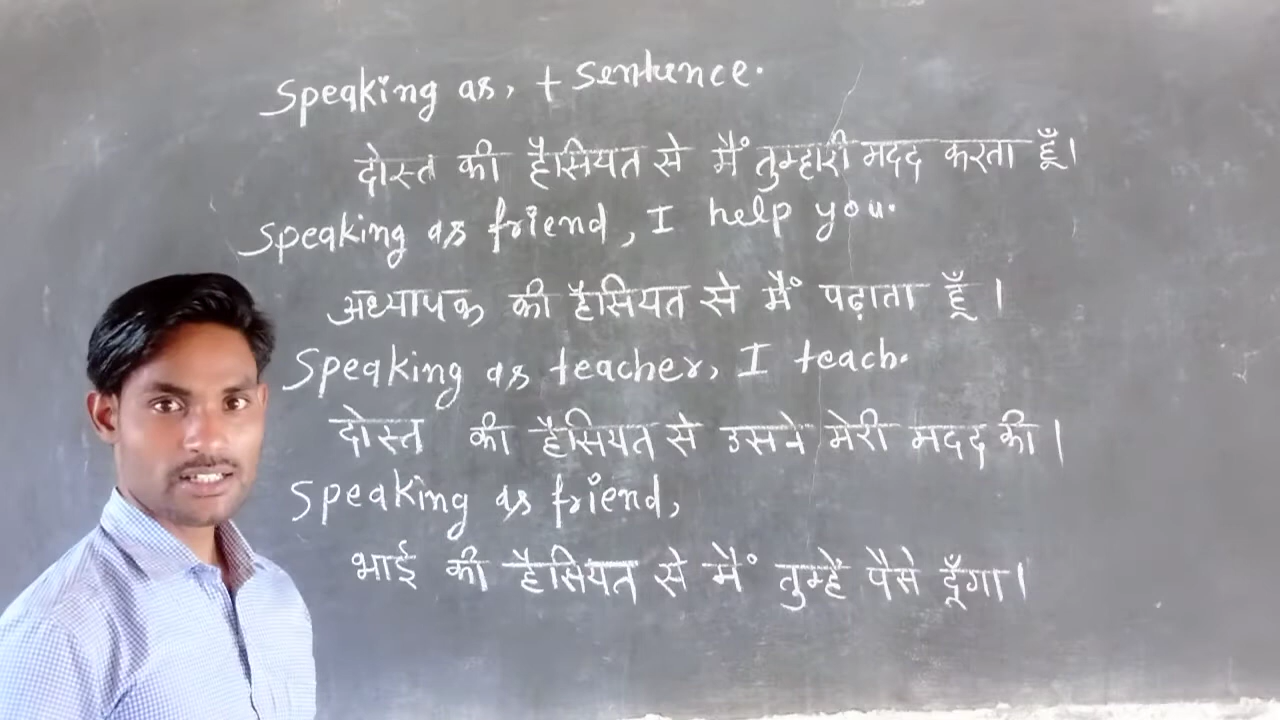 Speaking as, + sentence.
दोस्त की हैसियत से मैं तुम्हारी मदद करता हूँ।
Speaking as friend, I help you.
अध्यापक की हैसियत से मैं पढ़ाता हूँ।
Speaking as teacher, I teach.
दोस्त की हैसियत से उसने मेरी मदद की।
Speaking as friend,
भाई की हैसियत से मैं तुम्हें पैसे दूँगा।